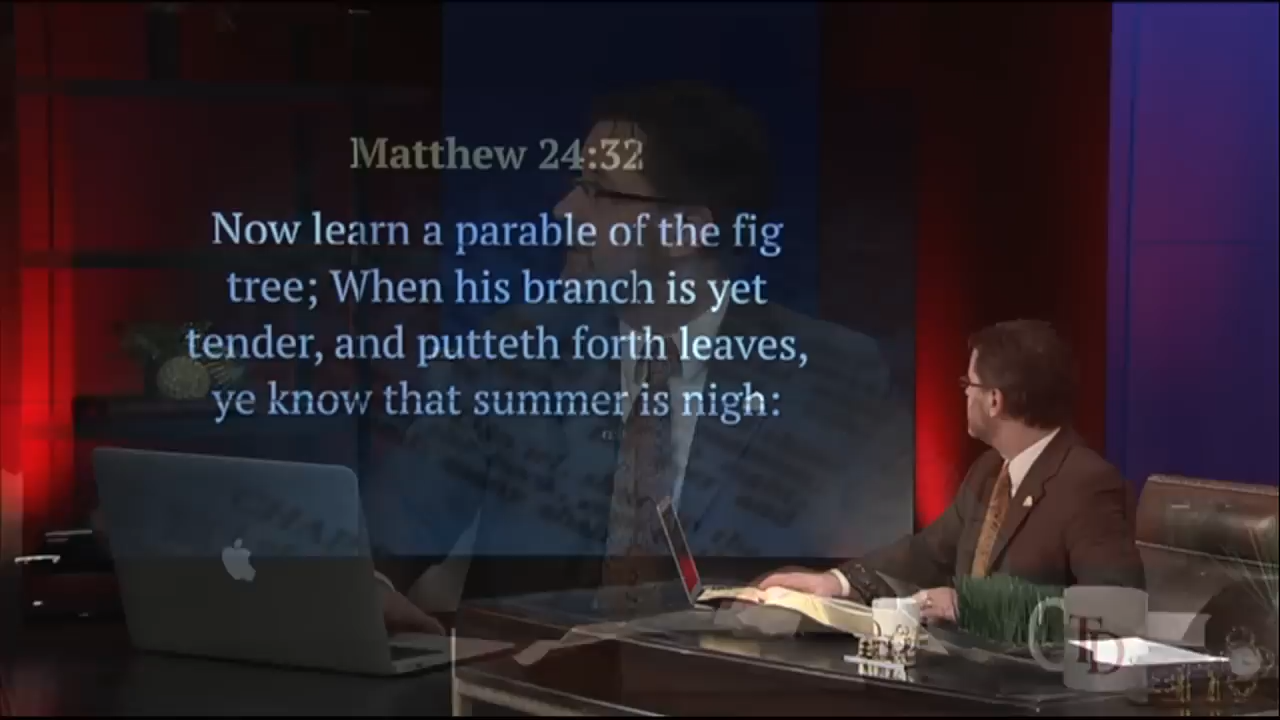 Matthew 24:32
Now learn a parable of the fig
tree; When his branch is yet
tender, and putteth forth leaves,
ye know that summer is nigh:
TD